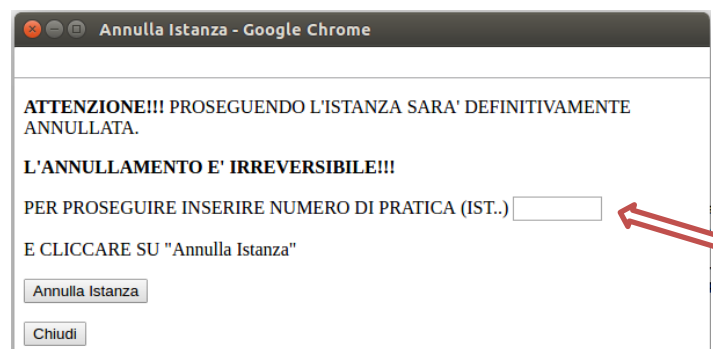 Annulla Istanza - Google Chrome
ATTENZIONE!!! PROSEGUENDO L'ISTANZA SARA' DEFINITIVAMENTE
ANNULLATA.
L'ANNULLAMENTO E' IRREVERSIBILE!!!
PER PROSEGUIRE INSERIRE NUMERO DI PRATICA (IST..)
E CLICCARE SU "Annulla Istanza"
Annulla Istanza
Chiudi